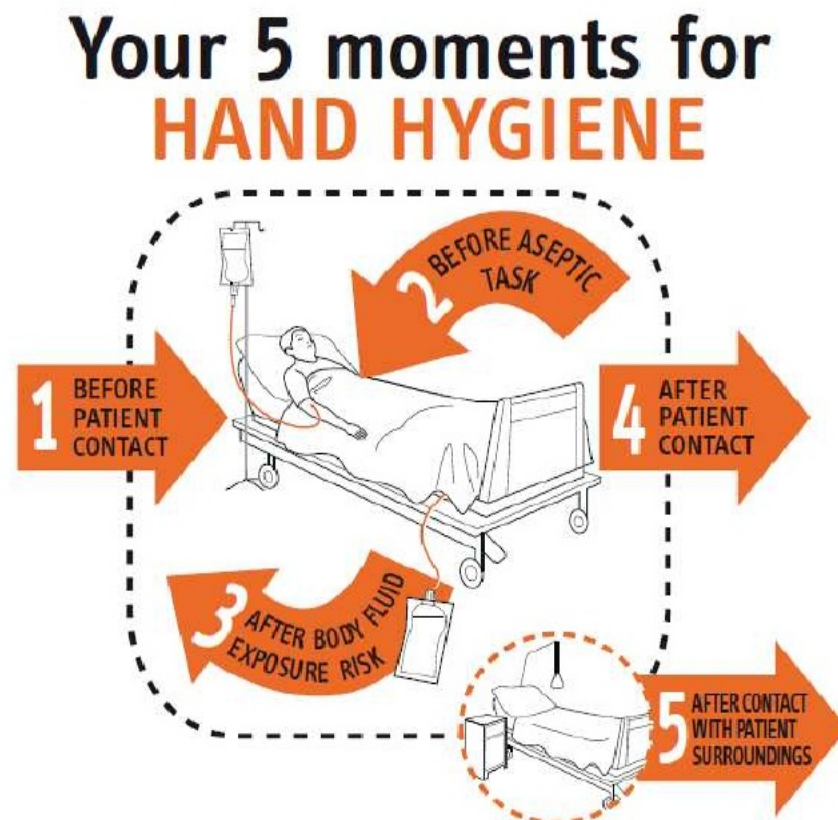 Your 5 moments for
HAND HYGIENE
2 BEFORE ASEPTIC
TASK
1 BEFORE
PATIENT
CONTACT
4 AFTER
PATIENT
CONTACT
3 AFTER BODY FLUID
EXPOSURE RISK
5 AFTER CONTACT
WITH PATIENT
SURROUNDINGS